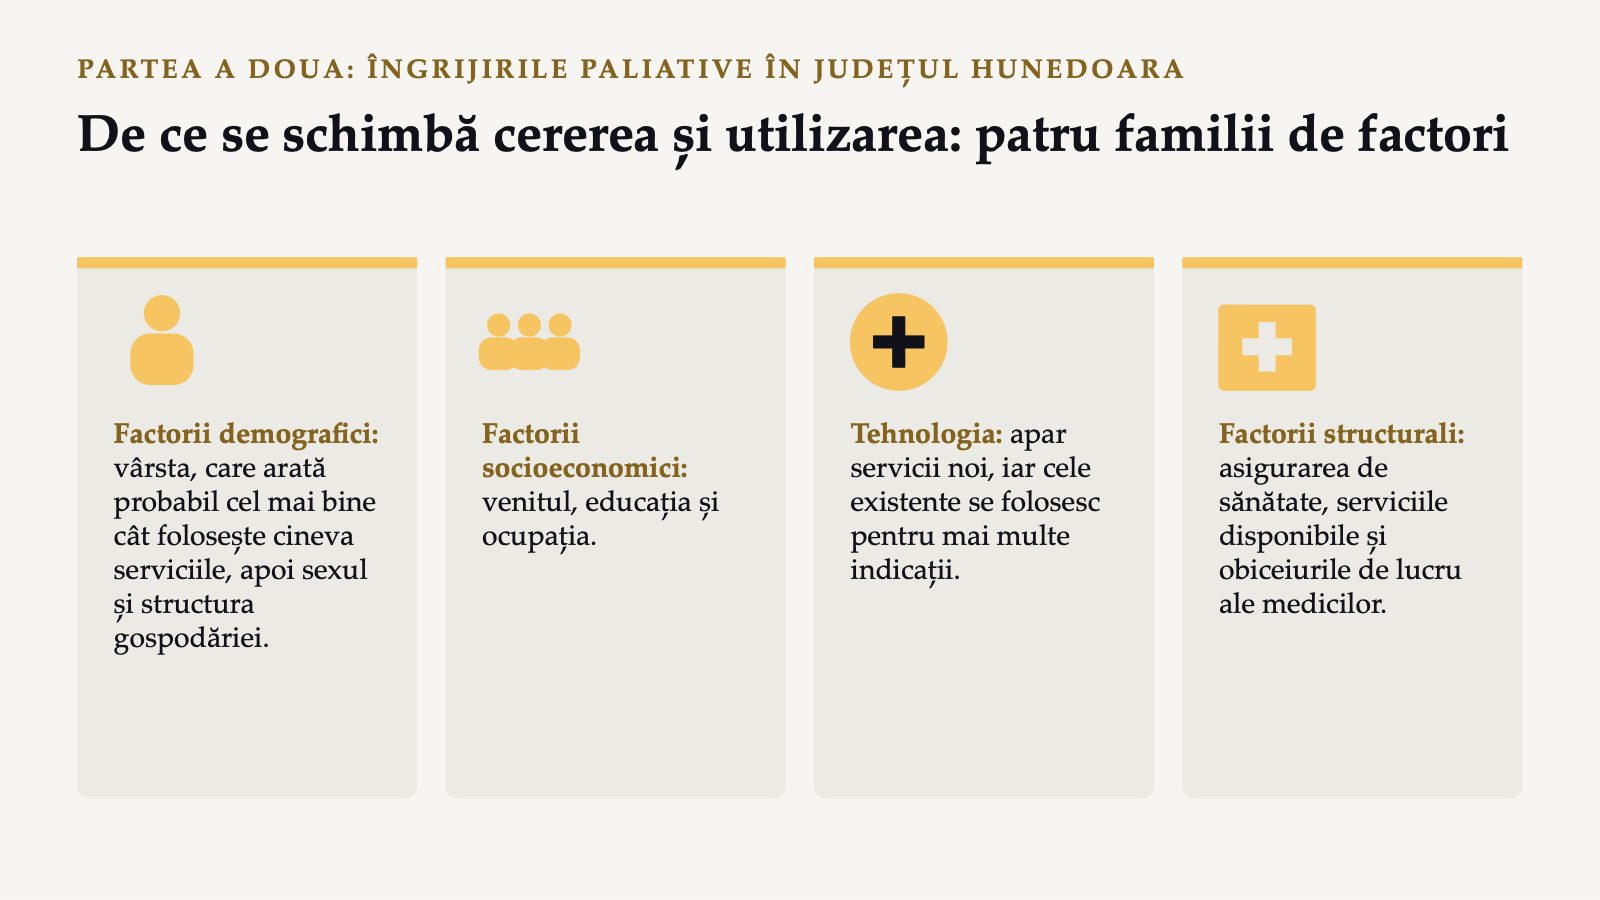 PARTEA A DOUA: ÎNGRIJIRILE PALIATIVE ÎN JUDEȚUL HUNEDOARA
De ce se schimbă cererea și utilizarea: patru familii de factori
Factorii demografici:
vârsta, care arată
probabil cel mai bine
cât folosește cineva
serviciile, apoi sexul
și structura
gospodăriei.
Factorii
socioeconomici:
venitul, educația și
ocupația.
Tehnologia: apar
servicii noi, iar cele
existente se folosesc
pentru mai multe
indicații.
Factorii structurali:
asigurarea de
sănătate, serviciile
disponibile și
obiceiurile de lucru
ale medicilor.